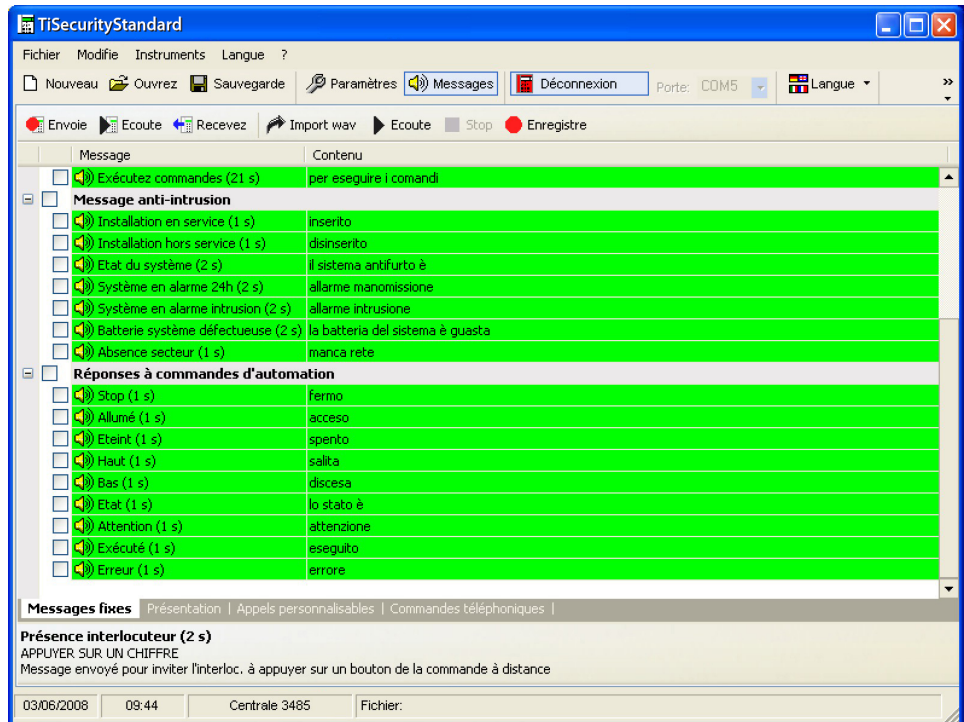 TiSecurityStandard
Fichier Modifie Instruments Langue ?
Nouveau Ouvrez Sauvegarde Paramètres Messages Déconnexion Porte: COM5 Langue »
Envoie Ecoute Recevez Import wav Ecoute Stop Enregistre
Message Contenu
Exécutez commandes (21 s) per eseguire i comandi
Message anti-intrusion
Installation en service (1 s) inserito
Installation hors service (1 s) disinserito
Etat du système (2 s) il sistema antifurto è
Système en alarme 24h (2 s) allarme manomissione
Système en alarme intrusion (2 s) allarme intrusione
Batterie système défectueuse (2 s) la batteria del sistema è guasta
Absence secteur (1 s) manca rete
Réponses à commandes d'automation
Stop (1 s) fermo
Allumé (1 s) acceso
Eteint (1 s) spento
Haut (1 s) salita
Bas (1 s) discesa
Etat (1 s) lo stato è
Attention (1 s) attenzione
Exécuté (1 s) eseguito
Erreur (1 s) errore
Messages fixes Présentation | Appels personnalisables | Commandes téléphoniques |
Présence interlocuteur (2 s)
APPUYER SUR UN CHIFFRE
Message envoyé pour inviter l'interloc. à appuyer sur un bouton de la commande à distance
03/06/2008 09:44 Centrale 3485 Fichier: